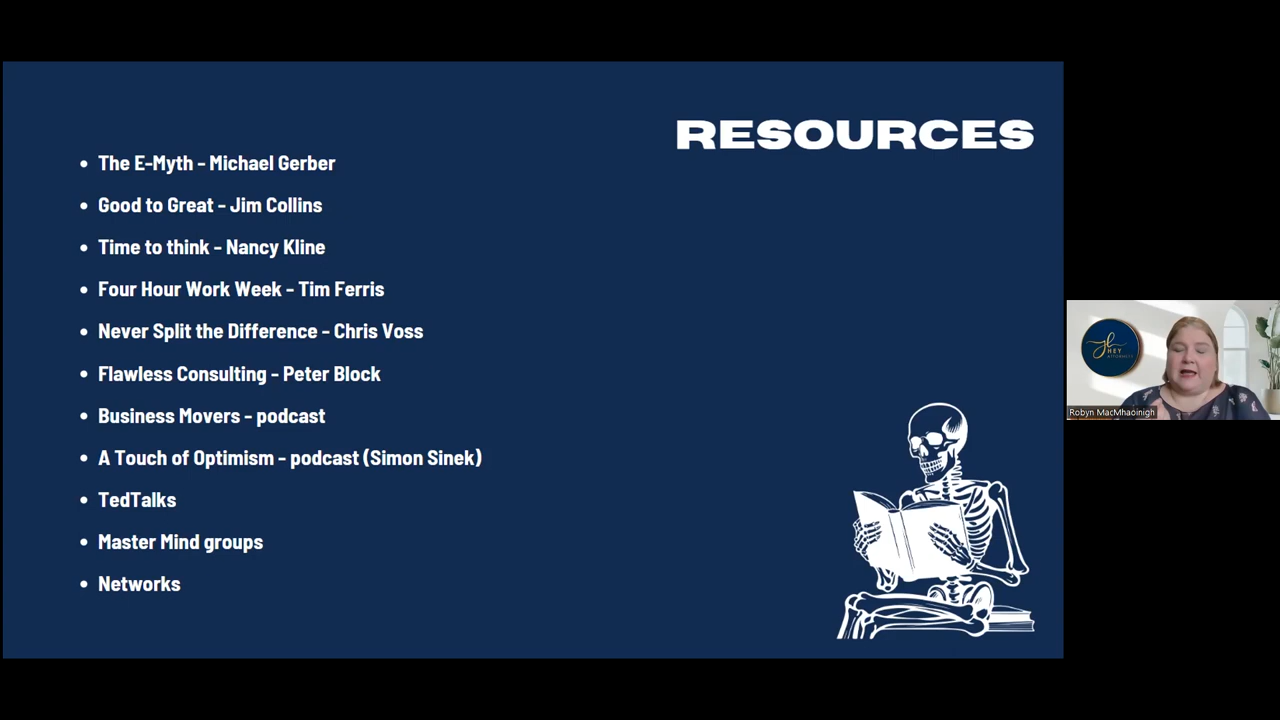 RESOURCES
The E-Myth - Michael Gerber
Good to Great - Jim Collins
Time to think - Nancy Kline
Four Hour Work Week - Tim Ferris
Never Split the Difference - Chris Voss
Flawless Consulting - Peter Block
Business Movers - podcast
A Touch of Optimism - podcast (Simon Sinek)
TedTalks
Master Mind groups
Networks
HEY
ATTORNEYS
Robyn MacMhaoinigh